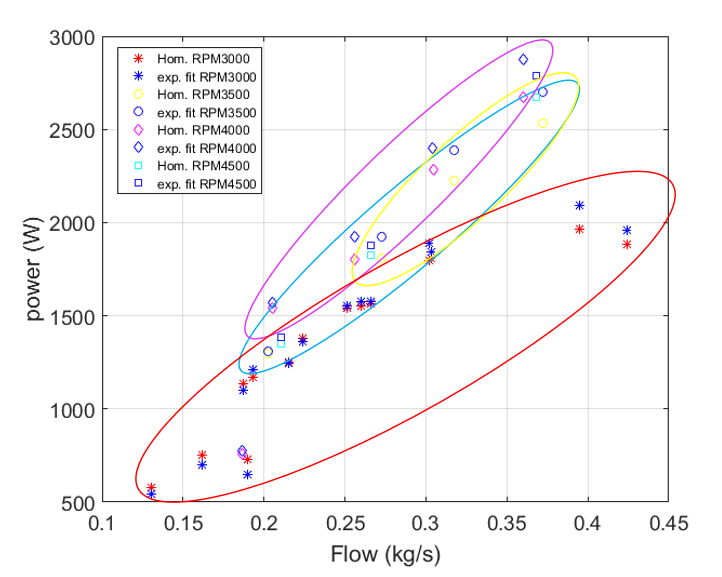 3000
2500
2000
1500
1000
500
power (W)
Hom. RPM3000
exp. fit RPM3000
Hom. RPM3500
exp. fit RPM3500
Hom. RPM4000
exp. fit RPM4000
Hom. RPM4500
exp. fit RPM4500
0.1 0.15 0.2 0.25 0.3 0.35 0.4 0.45
Flow (kg/s)